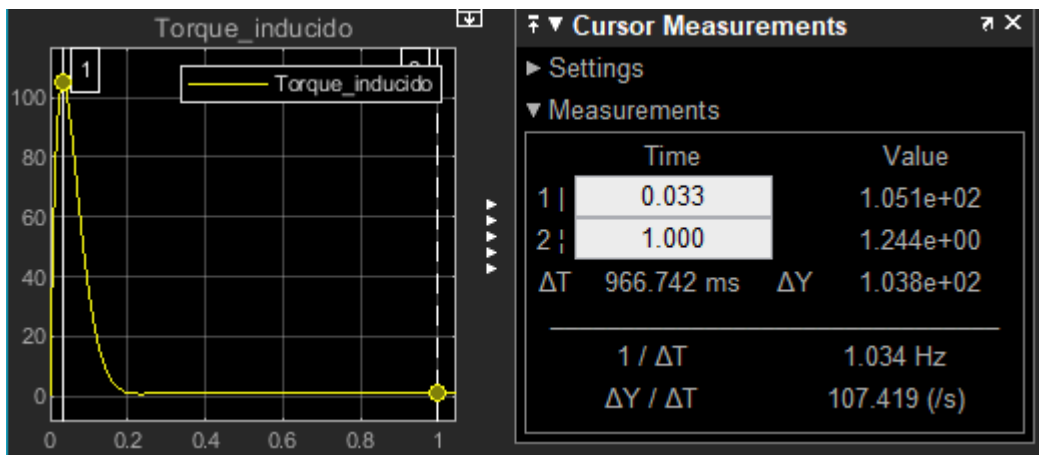 Torque_inducido
1
Torque_inducido
100
80
60
40
20
0
0 0.2 0.4 0.6 0.8 1
Cursor Measurements
Settings
Measurements
Time Value
1 | 0.033 1.051e+02
2 ¦ 1.000 1.244e+00
ΔT 966.742 ms ΔY 1.038e+02
1 / ΔT 1.034 Hz
ΔY / ΔT 107.419 (/s)